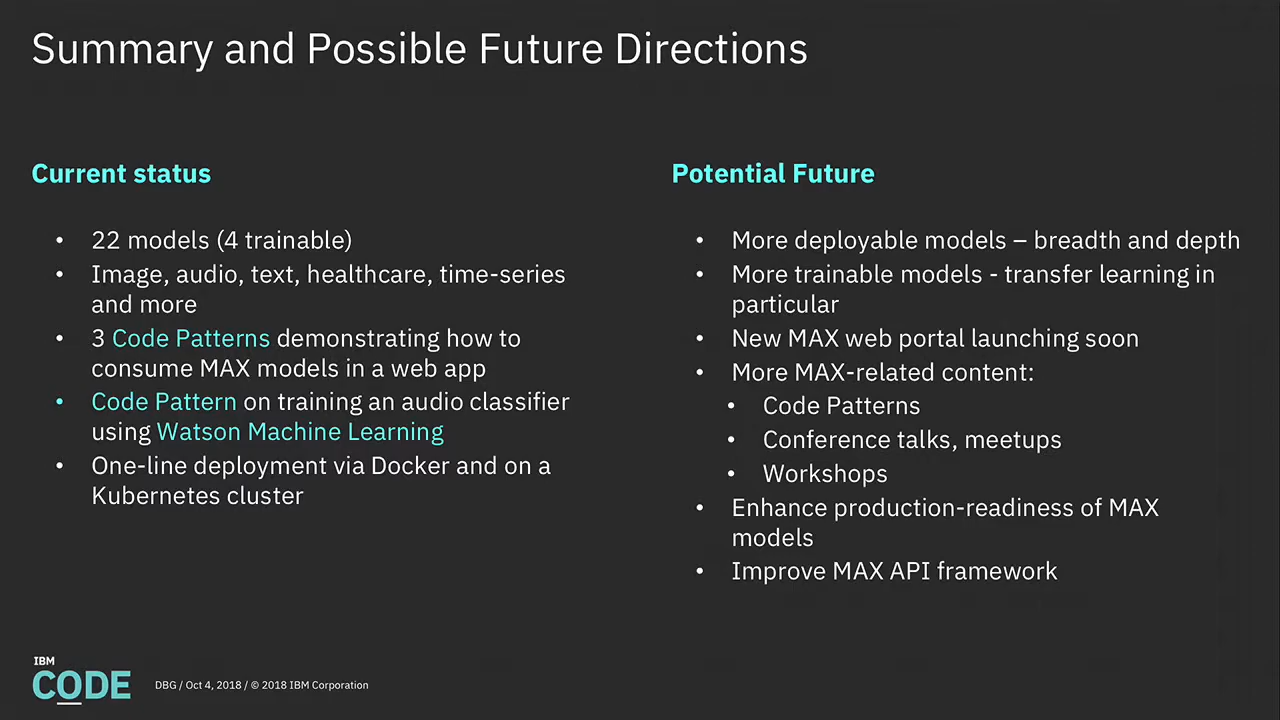 Summary and Possible Future Directions
Current status
• 22 models (4 trainable)
• Image, audio, text, healthcare, time-series
and more
• 3 Code Patterns demonstrating how to
consume MAX models in a web app
• Code Pattern on training an audio classifier
using Watson Machine Learning
• One-line deployment via Docker and on a
Kubernetes cluster
Potential Future
• More deployable models – breadth and depth
• More trainable models - transfer learning in
particular
• New MAX web portal launching soon
• More MAX-related content:
• Code Patterns
• Conference talks, meetups
• Workshops
• Enhance production-readiness of MAX
models
• Improve MAX API framework
IBM
CODE
DBG / Oct 4, 2018 / © 2018 IBM Corporation